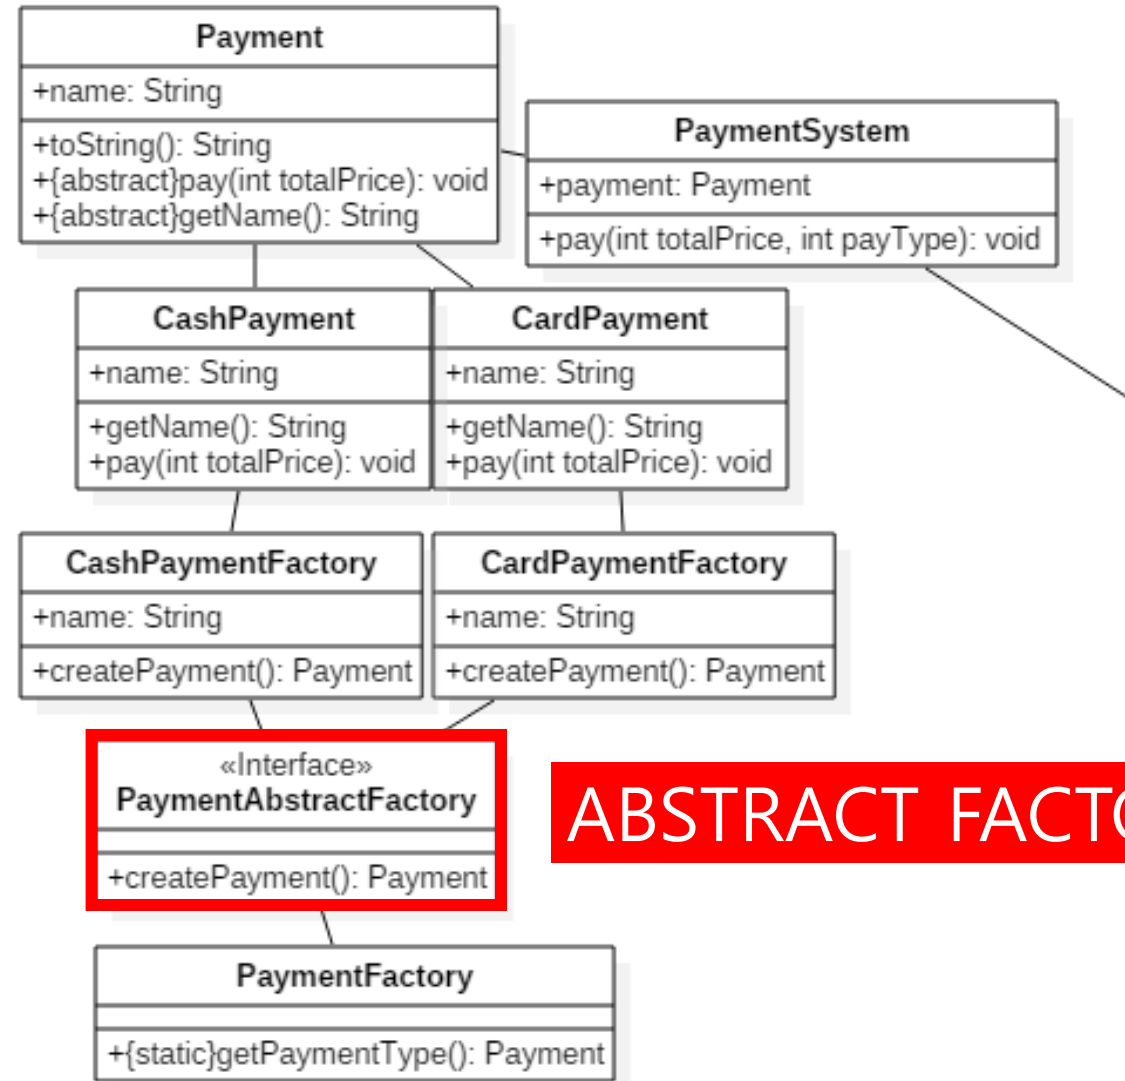 Payment
+name: String
+toString(): String
+{abstract}pay(int totalPrice): void
+{abstract}getName(): String
PaymentSystem
+payment: Payment
+pay(int totalPrice, int payType): void
CashPayment
+name: String
+getName(): String
+pay(int totalPrice): void
CardPayment
+name: String
+getName(): String
+pay(int totalPrice): void
CashPaymentFactory
+name: String
+createPayment(): Payment
CardPaymentFactory
+name: String
+createPayment(): Payment
«Interface»
PaymentAbstractFactory
+createPayment(): Payment
ABSTRACT
PaymentFactory
+{static}getPaymentType(): Payment